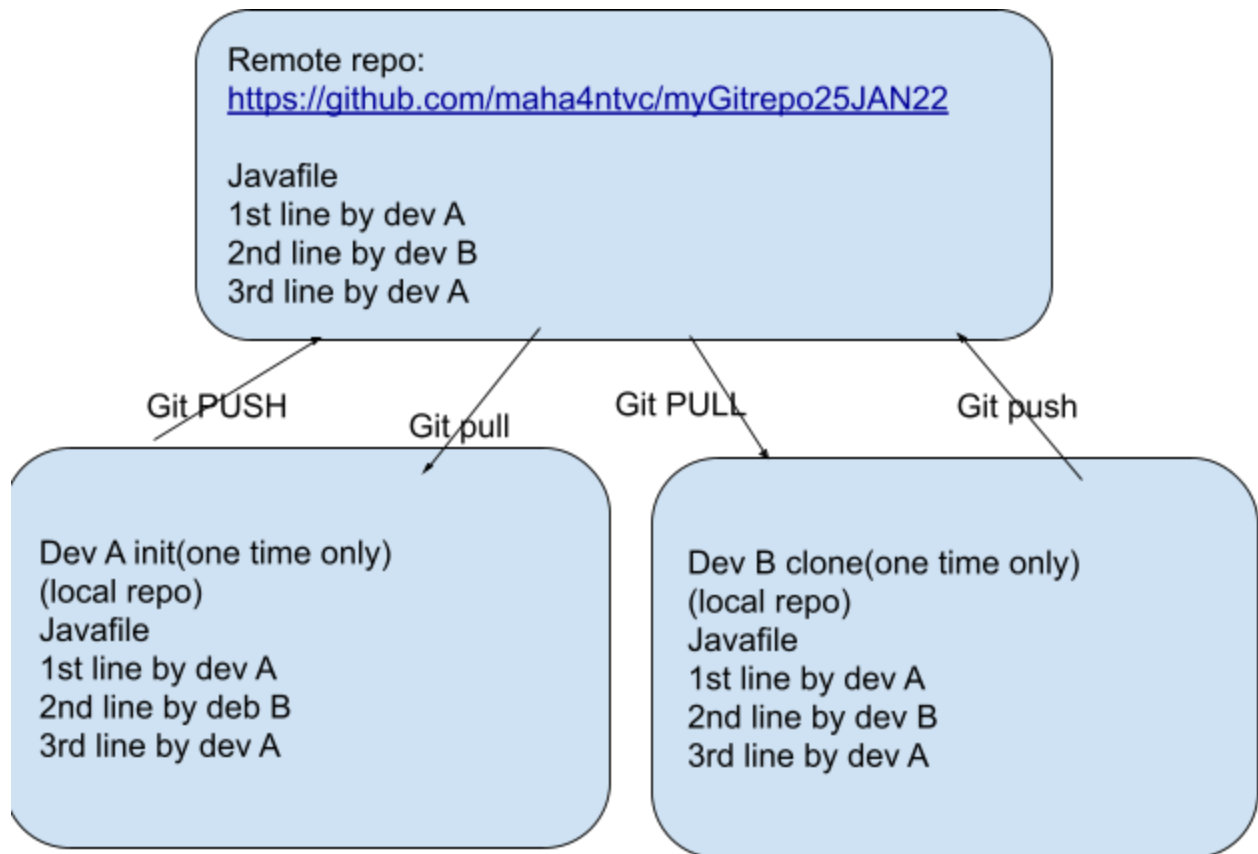 Remote repo:
https://github.com/maha4ntvc/myGitrepo25JAN22
Javafile
1st line by dev A
2nd line by dev B
3rd line by dev A
Git PUSH
Git pull
Git PULL
Git push
Dev A init(one time only)
(local repo)
Javafile
1st line by dev A
2nd line by deb B
3rd line by dev A
Dev B clone(one time only)
(local repo)
Javafile
1st line by dev A
2nd line by dev B
3rd line by dev A